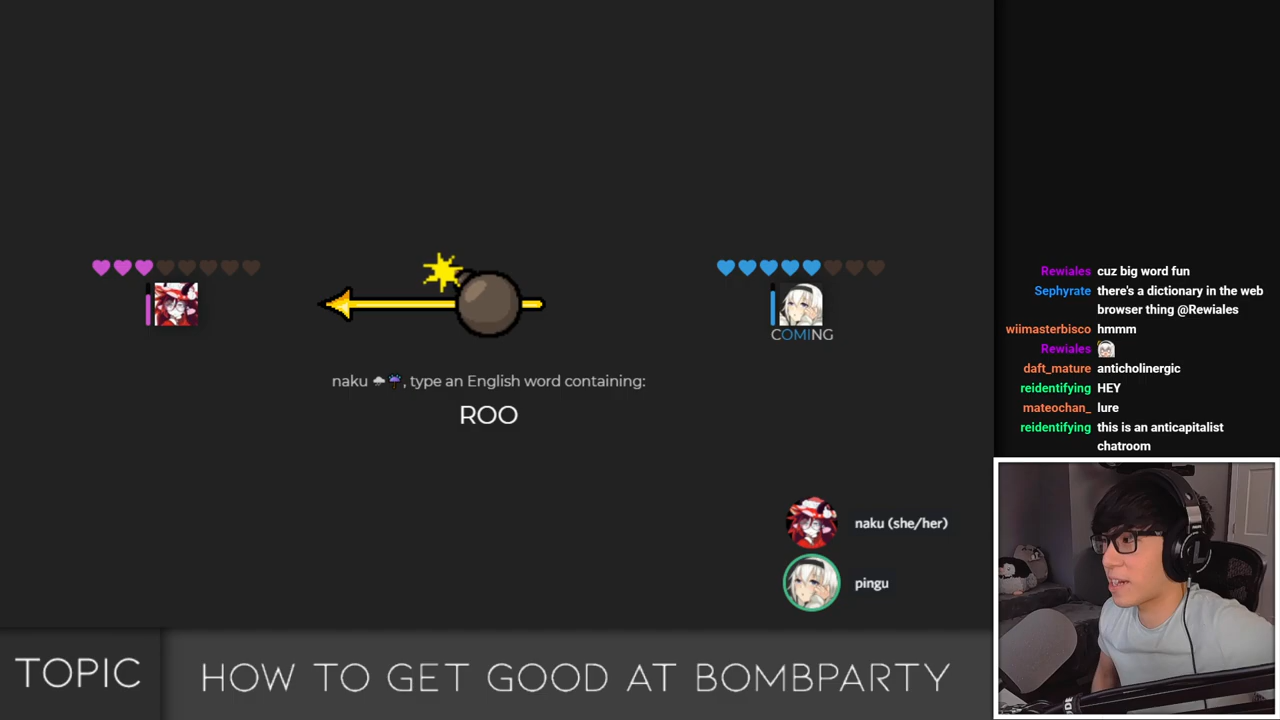 COMING
naku 🌧️☔, type an English word containing:
ROO
naku (she/her)
pingu
TOPIC
HOW TO GET GOOD AT BOMBPARTY
Rewiales cuz big word fun
Sephyrate there's a dictionary in the web
browser thing @Rewiales
wiimasterbisco hmmm
Rewiales
daft_mature anticholinergic
reidentifying HEY
mateochan_ lure
reidentifying this is an anticapitalist
chatroom